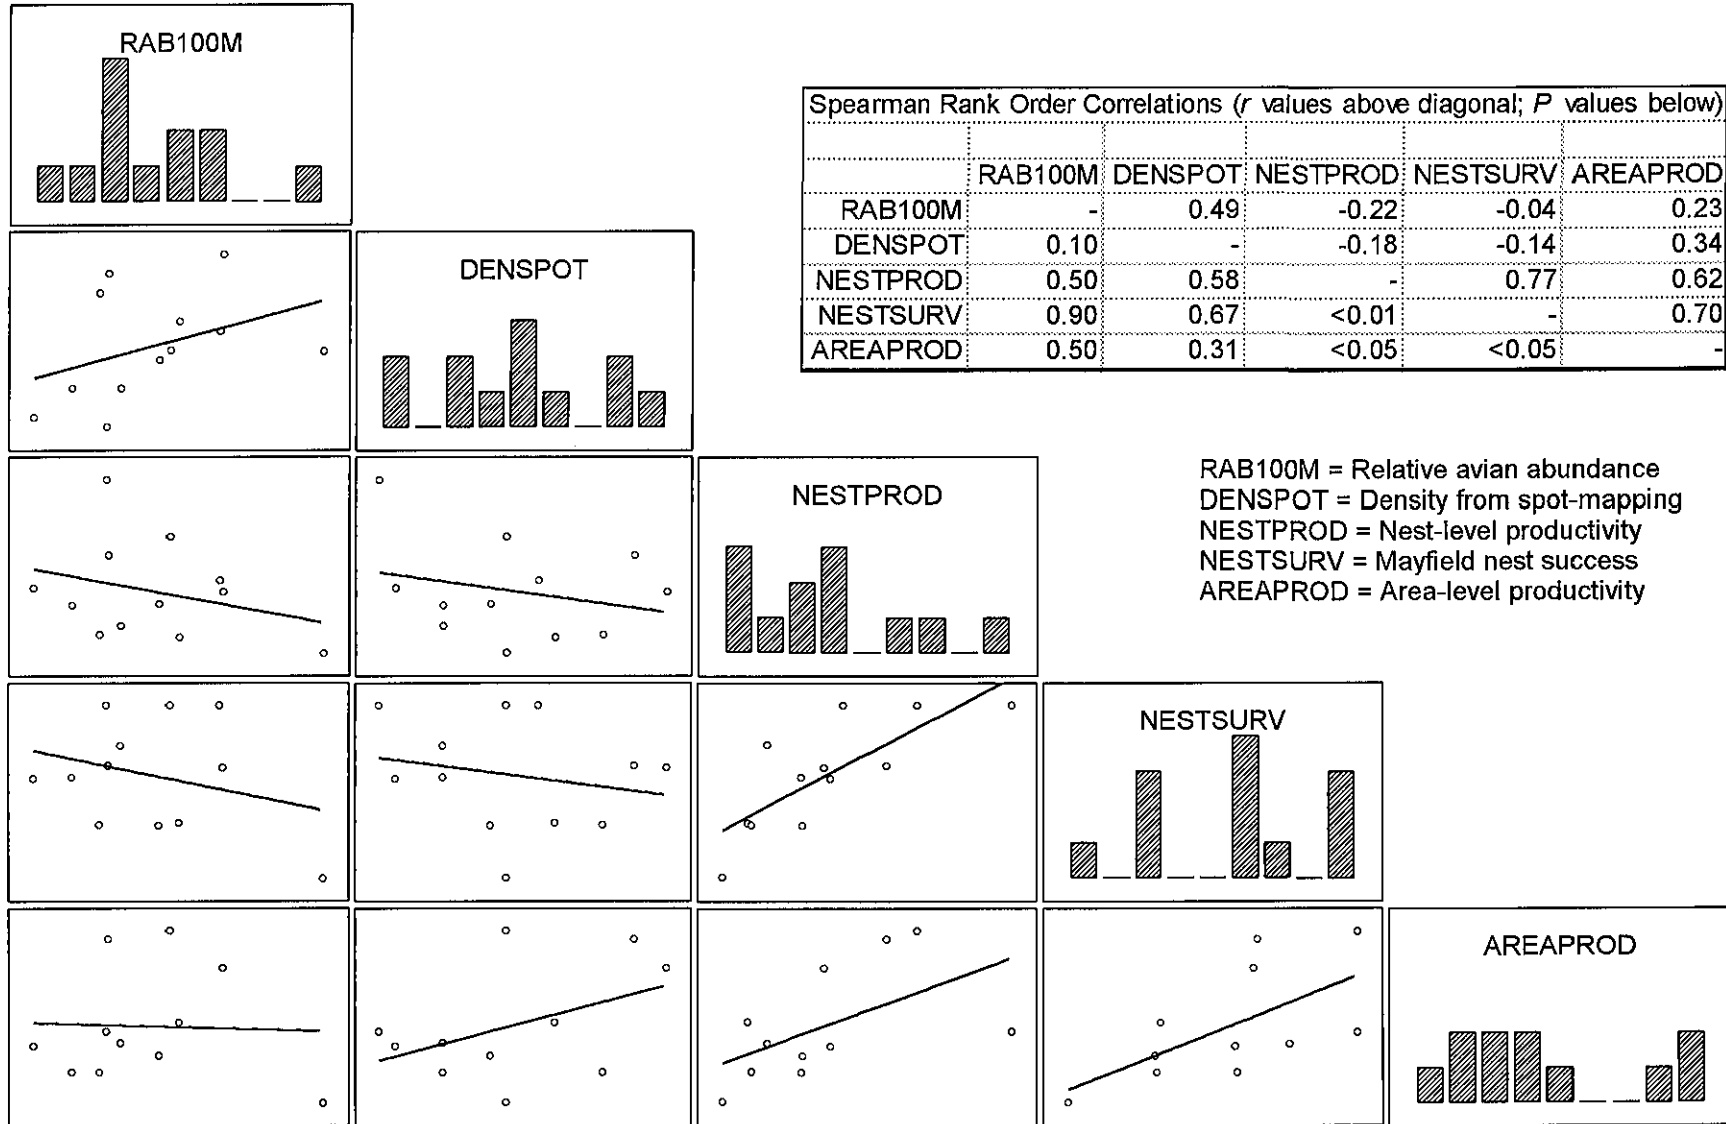 RAB100M
Spearman Rank Order Correlations (r values above diagonal; P values below)
RAB100M DENSPOT NESTPROD NESTSURV AREAPROD
RAB100M - 0.49 -0.22 -0.04 0.23
DENSPOT 0.10 - -0.18 -0.14 0.34
NESTPROD 0.50 0.58 - 0.77 0.62
NESTSURV 0.90 0.67 <0.01 - 0.70
AREAPROD 0.50 0.31 <0.05 <0.05 -
DENSPOT
NESTPROD
RAB100M = Relative avian abundance
DENSPOT = Density from spot-mapping
NESTPROD = Nest-level productivity
NESTSURV = Mayfield nest success
AREAPROD = Area-level productivity
NESTSURV
AREAPROD